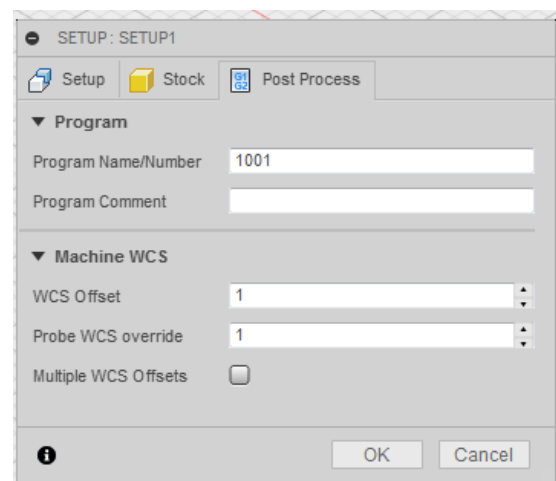 SETUP : SETUP1
Setup Stock G1 G2 Post Process
Program
Program Name/Number 1001
Program Comment
Machine WCS
WCS Offset 1
Probe WCS override 1
Multiple WCS Offsets
OK Cancel